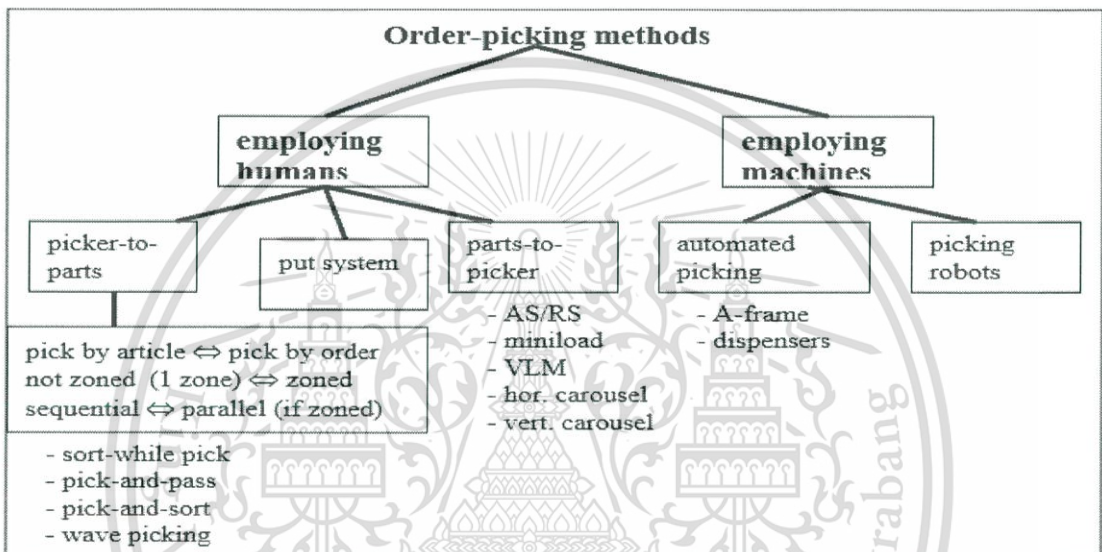 Order-picking methods
employing
humans
employing
machines
picker-to-
parts
put system
parts-to-
picker
automated
picking
picking
robots
- AS/RS
- miniload
- VLM
- hor. carousel
- vert. carousel
- A-frame
- dispensers
pick by article ⇔ pick by order
not zoned (1 zone) ⇔ zoned
sequential ⇔ parallel (if zoned)
- sort-while pick
- pick-and-pass
- pick-and-sort
- wave picking